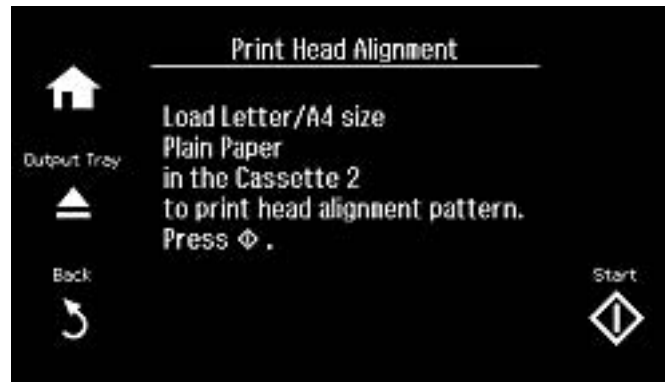 Print Head Alignment
Load Letter/A4 size
Output Tray
Plain Paper
in the Cassette 2
to print head alignment pattern.
Press ⟐.
Back
Start